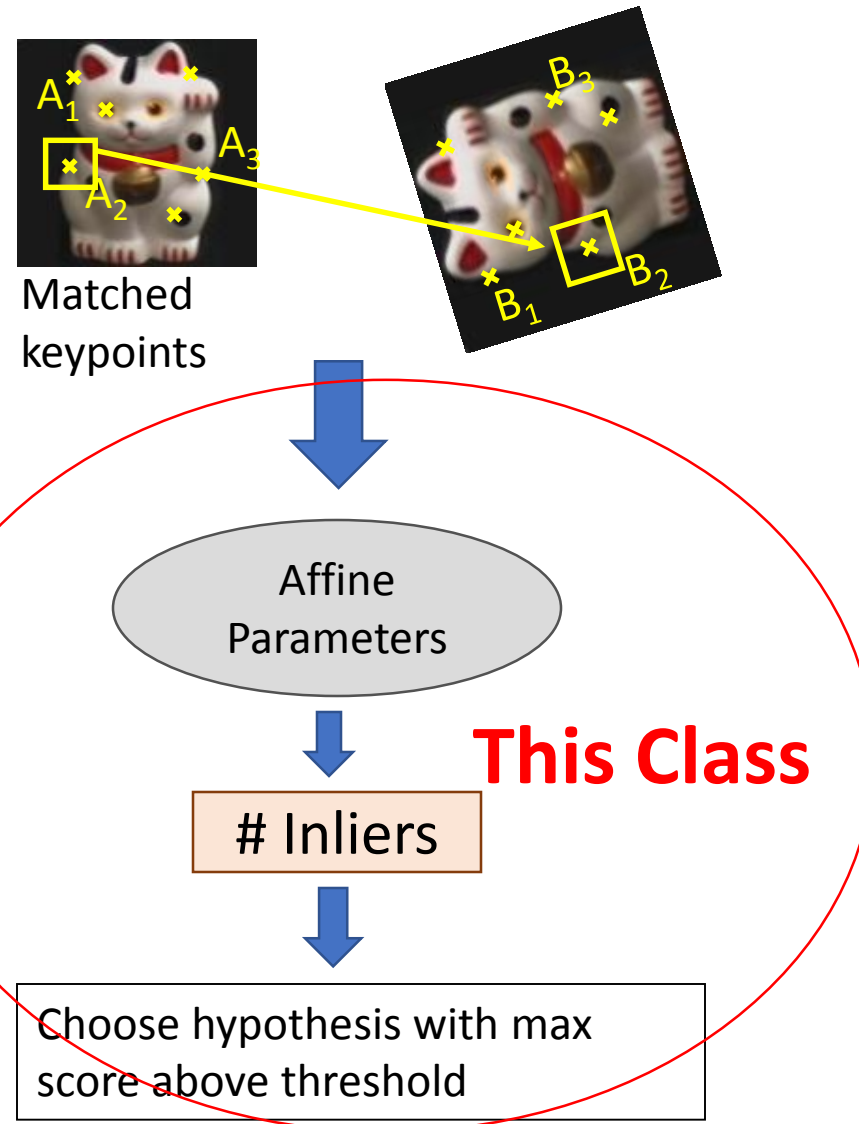 A₁
A₃
A₂
B₃
B₂
B₁
Matched
keypoints
Affine
Parameters
This Class
# Inliers
Choose hypothesis with max
score above threshold